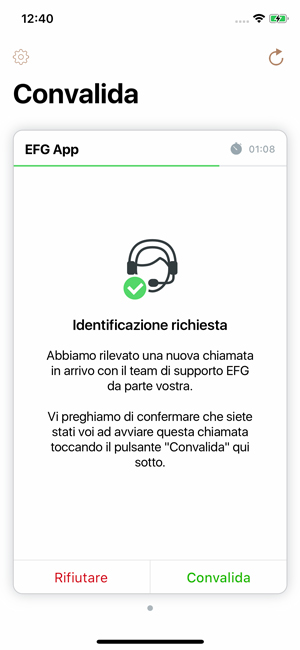 12:40
Convalida
EFG App
01:08
Identificazione richiesta
Abbiamo rilevato una nuova chiamata
in arrivo con il team di supporto EFG
da parte vostra.
Vi preghiamo di confermare che siete
stati voi ad avviare questa chiamata
toccando il pulsante "Convalida" qui
sotto.
Rifiutare
Convalida